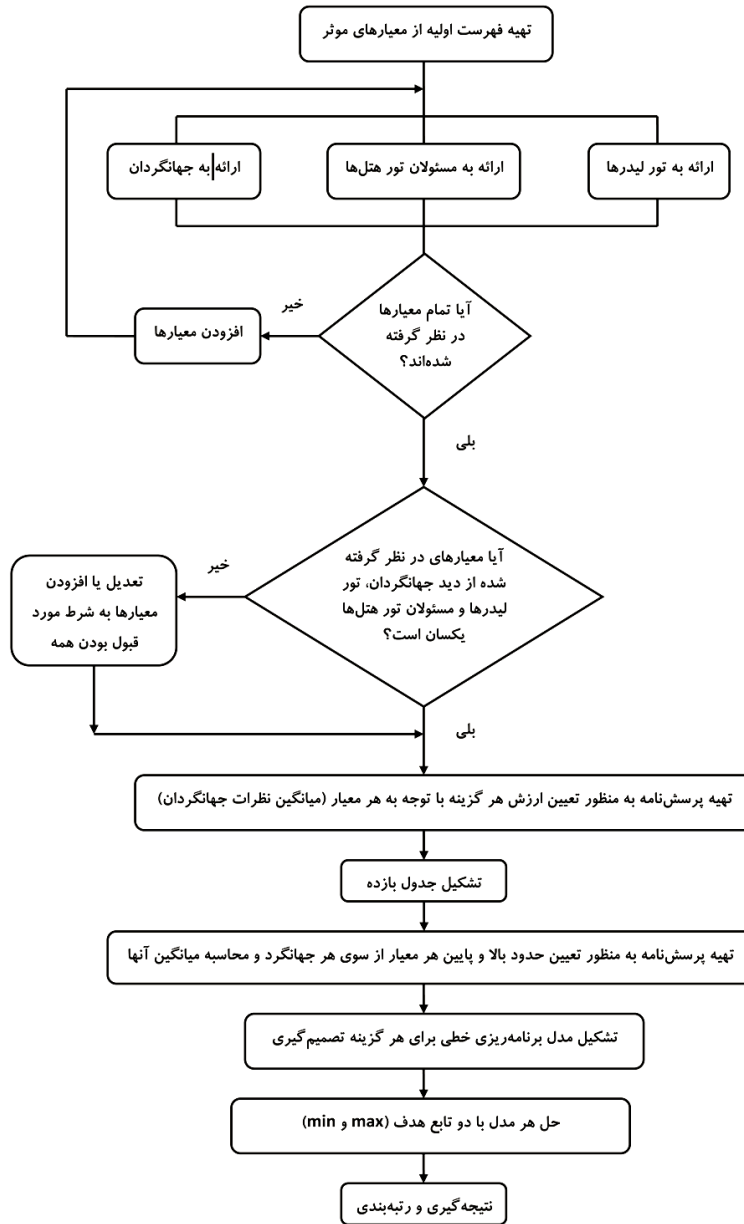 تهیه فهرست اولیه از معیارهای موثر
ارائه به تور لیدرها
ارائه به مسئولان تور هتل‌ها
ارائه به جهانگردان
آیا تمام معیارها
در نظر گرفته
شده‌اند؟
خیر
افزودن معیارها
بلی
آیا معیارهای در نظر گرفته
شده از دید جهانگردان، تور
لیدرها و مسئولان تور هتل‌ها
یکسان است؟
خیر
تعدیل یا افزودن
معیارها به شرط مورد
قبول بودن همه
بلی
تهیه پرسش‌نامه به منظور تعیین ارزش هر گزینه با توجه به هر معیار (میانگین نظرات جهانگردان)
تشکیل جدول بازده
تهیه پرسش‌نامه به منظور تعیین حدود بالا و پایین هر معیار از سوی هر جهانگرد و محاسبه میانگین آنها
تشکیل مدل برنامه‌ریزی خطی برای هر گزینه تصمیم‌گیری
حل هر مدل با دو تابع هدف (max و min)
نتیجه‌گیری و رتبه‌بندی